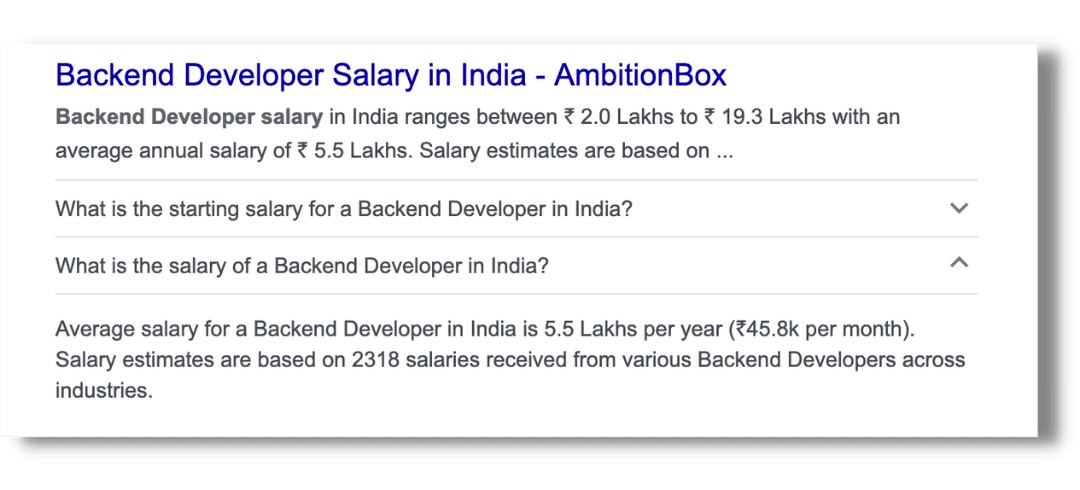 Backend Developer Salary in India - AmbitionBox
Backend Developer salary in India ranges between ₹ 2.0 Lakhs to ₹ 19.3 Lakhs with an
average annual salary of ₹ 5.5 Lakhs. Salary estimates are based on ...
What is the starting salary for a Backend Developer in India?
What is the salary of a Backend Developer in India?
Average salary for a Backend Developer in India is 5.5 Lakhs per year (₹45.8k per month).
Salary estimates are based on 2318 salaries received from various Backend Developers across
industries.